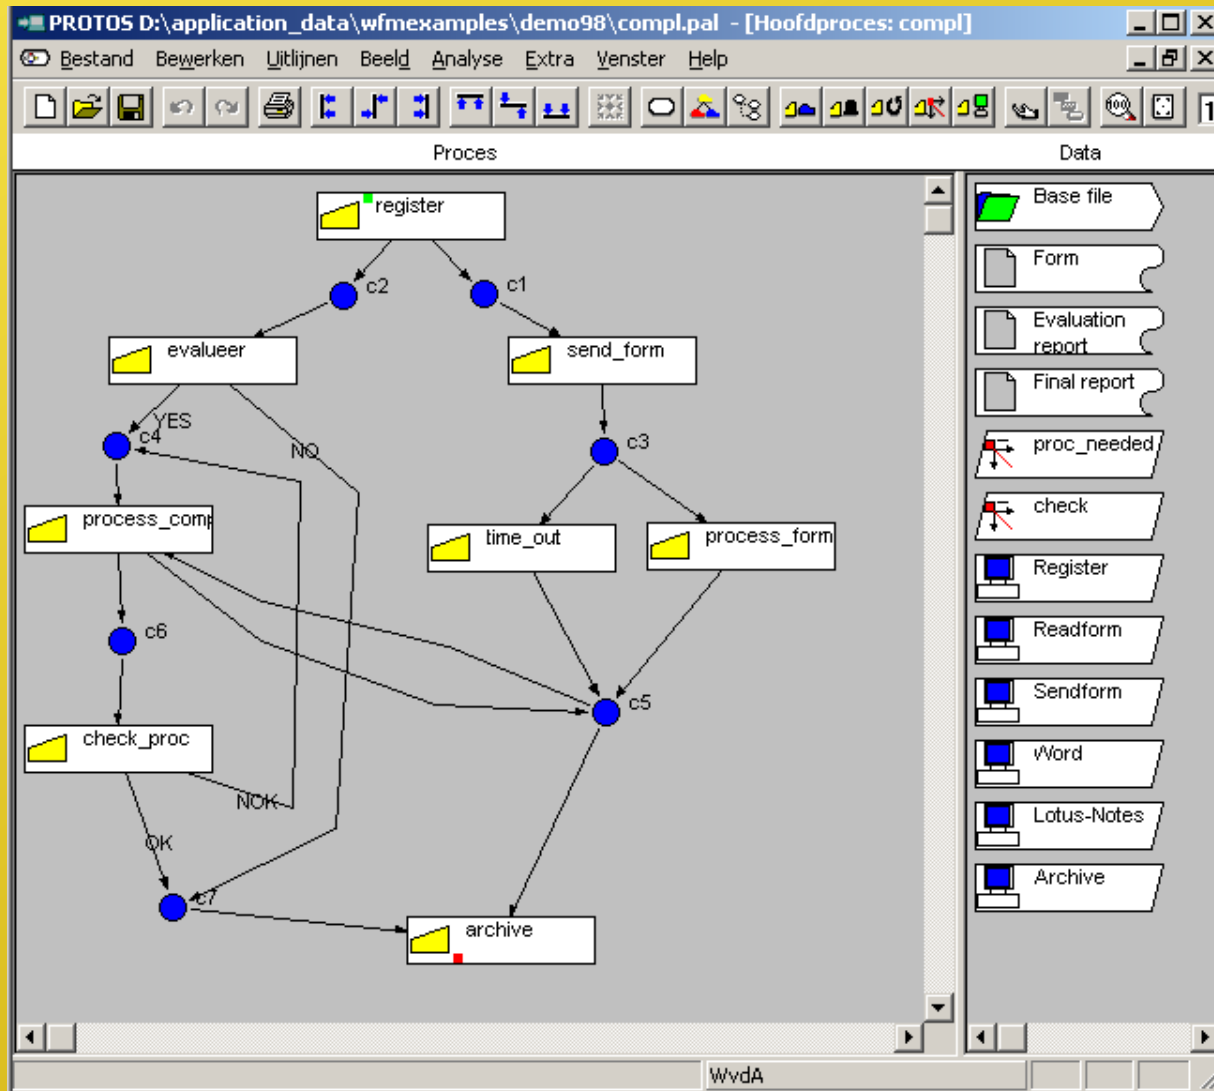 PROTOS D:\application_data\wfmexamples\demo98\compl.pal - [Hoofdproces: compl]
Bestand Bewerken Uitlijnen Beeld Analyse Extra Venster Help
Proces Data
register
c2 c1
evalueer send_form
YES
c4
NO
c3
process_comp
time_out process_form
c6
c5
check_proc
NOK
OK
c7
archive
Base file
Form
Evaluation
report
Final report
proc_needed
check
Register
Readform
Sendform
Word
Lotus-Notes
Archive
WvdA